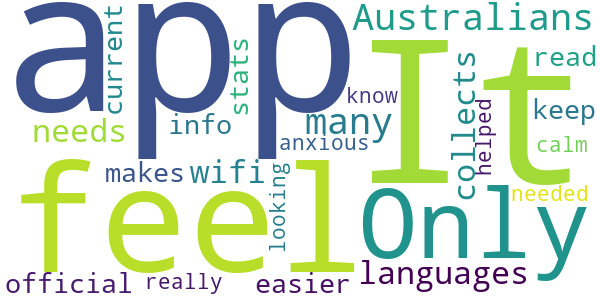 app
It
feel
Only
Australians
current
stats
read
collects
keep
know
many
info
needs
helped
anxious
calm
makes
wifi
looking
needed
languages
official
really
easier